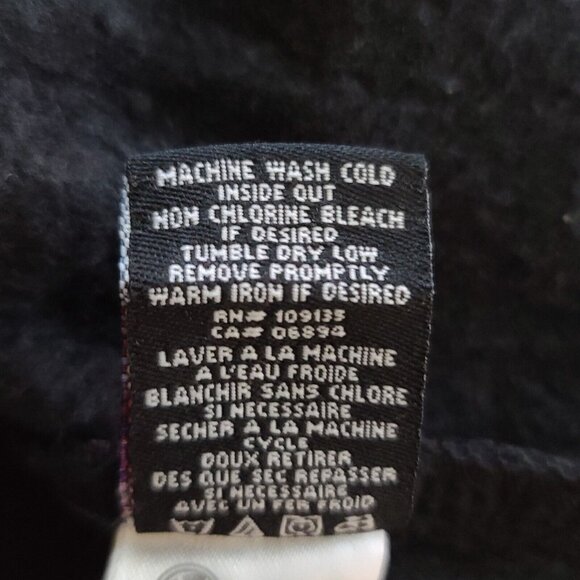 MACHINE WASH COLD
INSIDE OUT
NON CHLORINE BLEACH
IF DESIRED
TUMBLE DRY LOW
REMOVE PROMPTLY
WARM IRON IF DESIRED
RN# 109135
CA# 06894
LAVER A LA MACHINE
A L'EAU FROIDE
BLANCHIR SANS CHLORE
SI NECESSAIRE
SECHER A LA MACHINE
CYCLE
DOUX RETIRER
DES QUE SEC REPASSER
SI NECESSAIRE
AVEC UN FER FROID